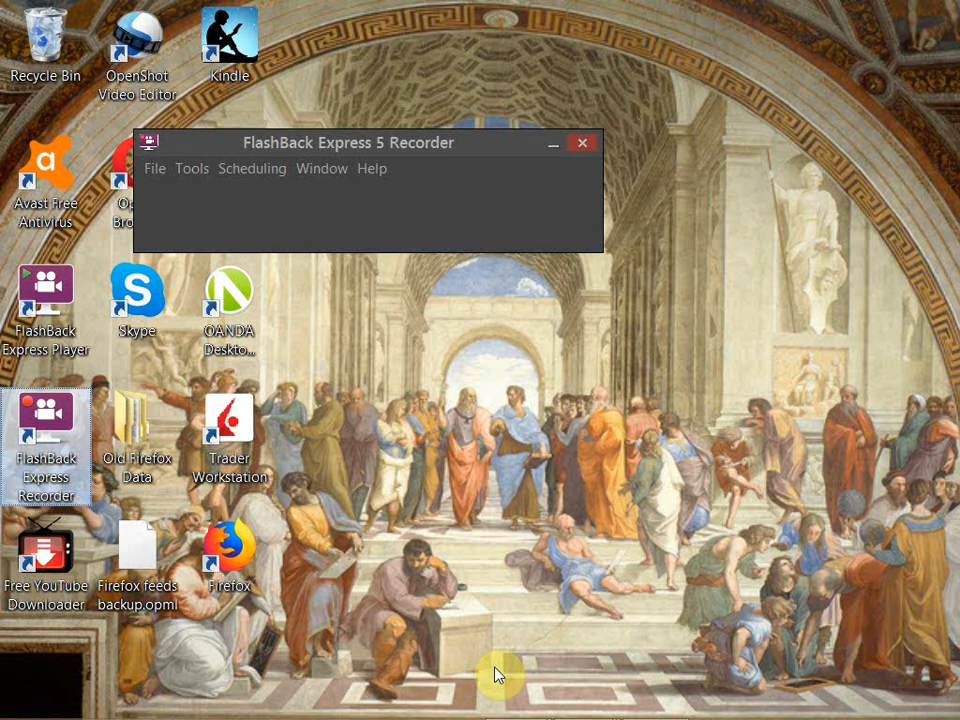 Recycle Bin
OpenShot
Video Editor
Kindle
FlashBack Express 5 Recorder
File Tools Scheduling Window Help
Avast Free
Antivirus
FlashBack
Express Player
Skype
OANDA
Deskto...
FlashBack
Express
Recorder
Old Firefox
Data
Trader
Workstation
Free YouTube
Downloader
Firefox feeds
backup.opml
Firefox